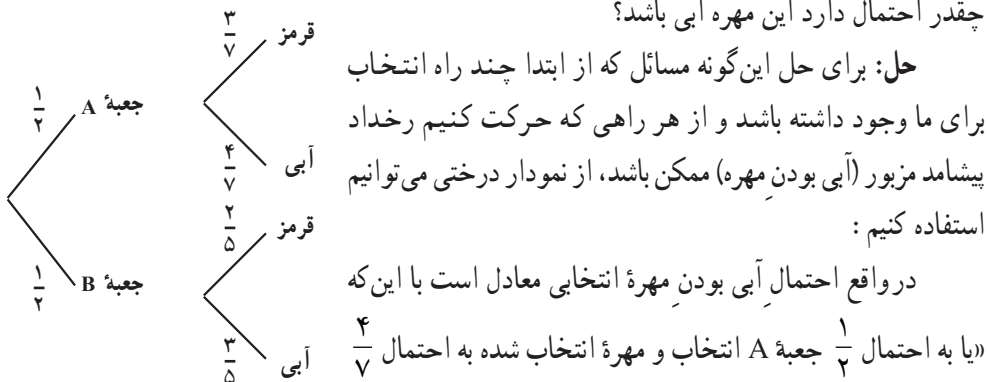 چقدر احتمال دارد این مهره آبی باشد؟
حل: برای حل این‌گونه مسائل که از ابتدا چند راه انتخاب
برای ما وجود داشته باشد و از هر راهی که حرکت کنیم رخداد
پیشامد مزبور (آبی بودنِ مهره) ممکن باشد، از نمودار درختی می‌توانیم
استفاده کنیم :
درواقع احتمالِ آبی بودنِ مهرهٔ انتخابی معادل است با این‌که
«یا به احتمال ۱/۲ جعبهٔ A انتخاب و مهرهٔ انتخاب شده به احتمال ۴/۷
۱/۲ جعبهٔ A
۳/۷ قرمز
۴/۷ آبی
۱/۲ جعبهٔ B
۲/۵ قرمز
۳/۵ آبی